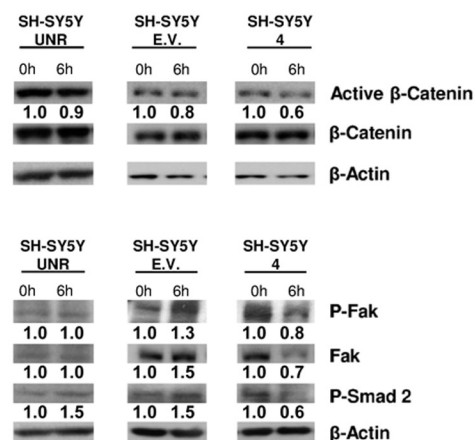 SH-SY5Y SH-SY5Y SH-SY5Y
UNR E.V. 4
0h 6h 0h 6h 0h 6h
Active β-Catenin
1.0 0.9 1.0 0.8 1.0 0.6
β-Catenin
β-Actin
SH-SY5Y SH-SY5Y SH-SY5Y
UNR E.V. 4
0h 6h 0h 6h 0h 6h
P-Fak
1.0 1.0 1.0 1.3 1.0 0.8
Fak
1.0 1.0 1.0 1.5 1.0 0.7
P-Smad 2
1.0 1.5 1.0 1.5 1.0 0.6
β-Actin